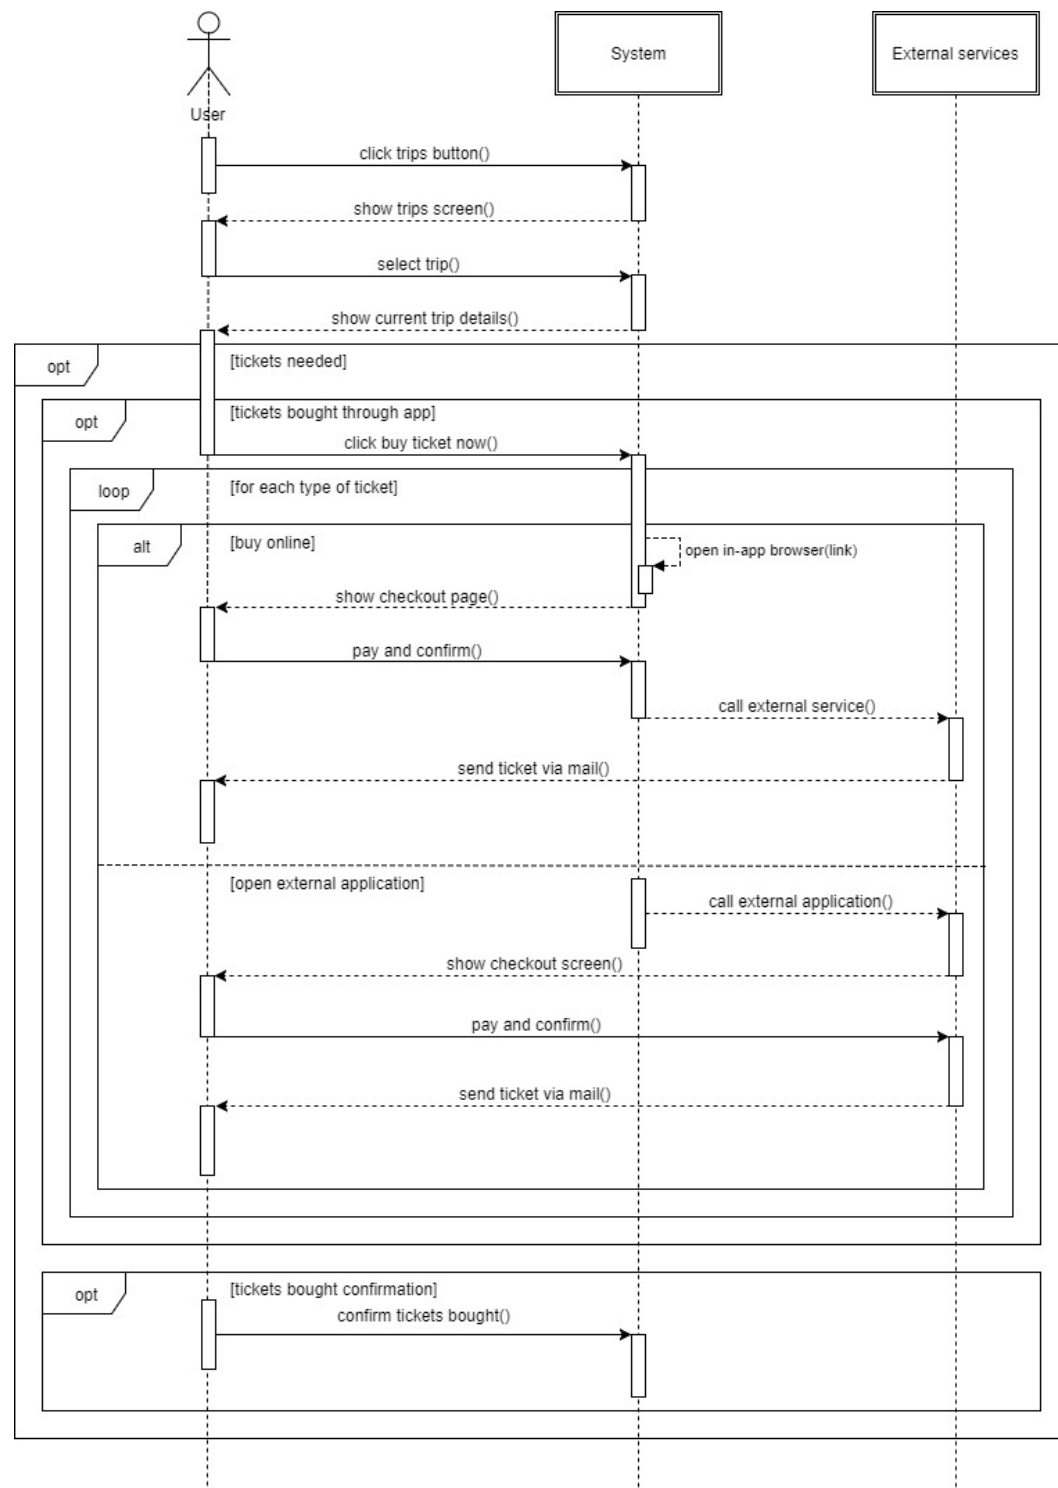 System
External services
User
click trips button()
show trips screen()
select trip()
show current trip details()
opt
[tickets needed]
opt
[tickets bought through app]
click buy ticket now()
loop
[for each type of ticket]
alt
[buy online]
open in-app browser(link)
show checkout page()
pay and confirm()
call external service()
send ticket via mail()
[open external application]
call external application()
show checkout screen()
pay and confirm()
send ticket via mail()
opt
[tickets bought confirmation]
confirm tickets bought()